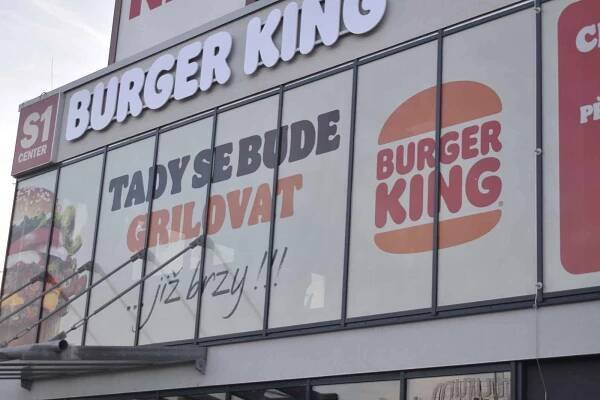 BURGER KING
S1
CENTER
TADY SE BUDE
GRILOVAT
...již brzy!!!
BURGER
KING